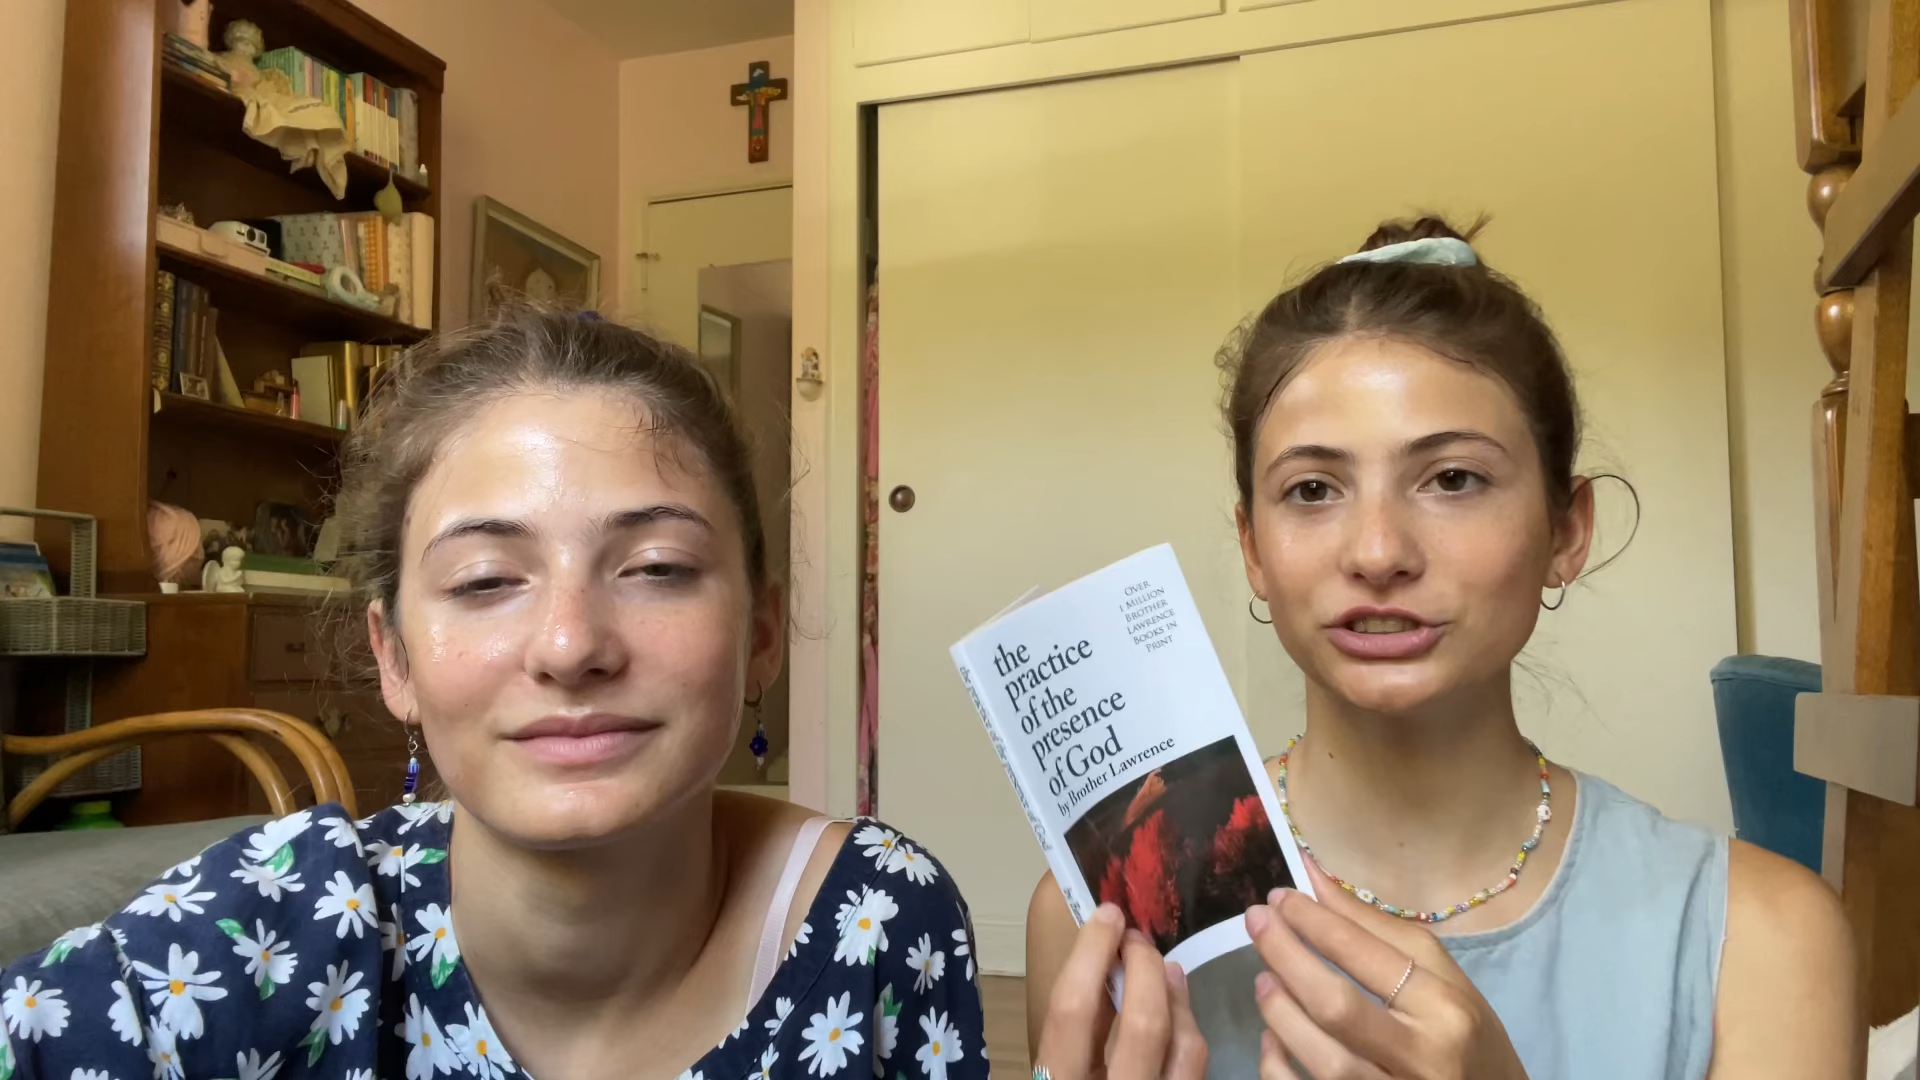 OVER
1 MILLION
BROTHER
LAWRENCE
BOOKS IN
PRINT
the
practice
of the
presence
of God
by Brother Lawrence